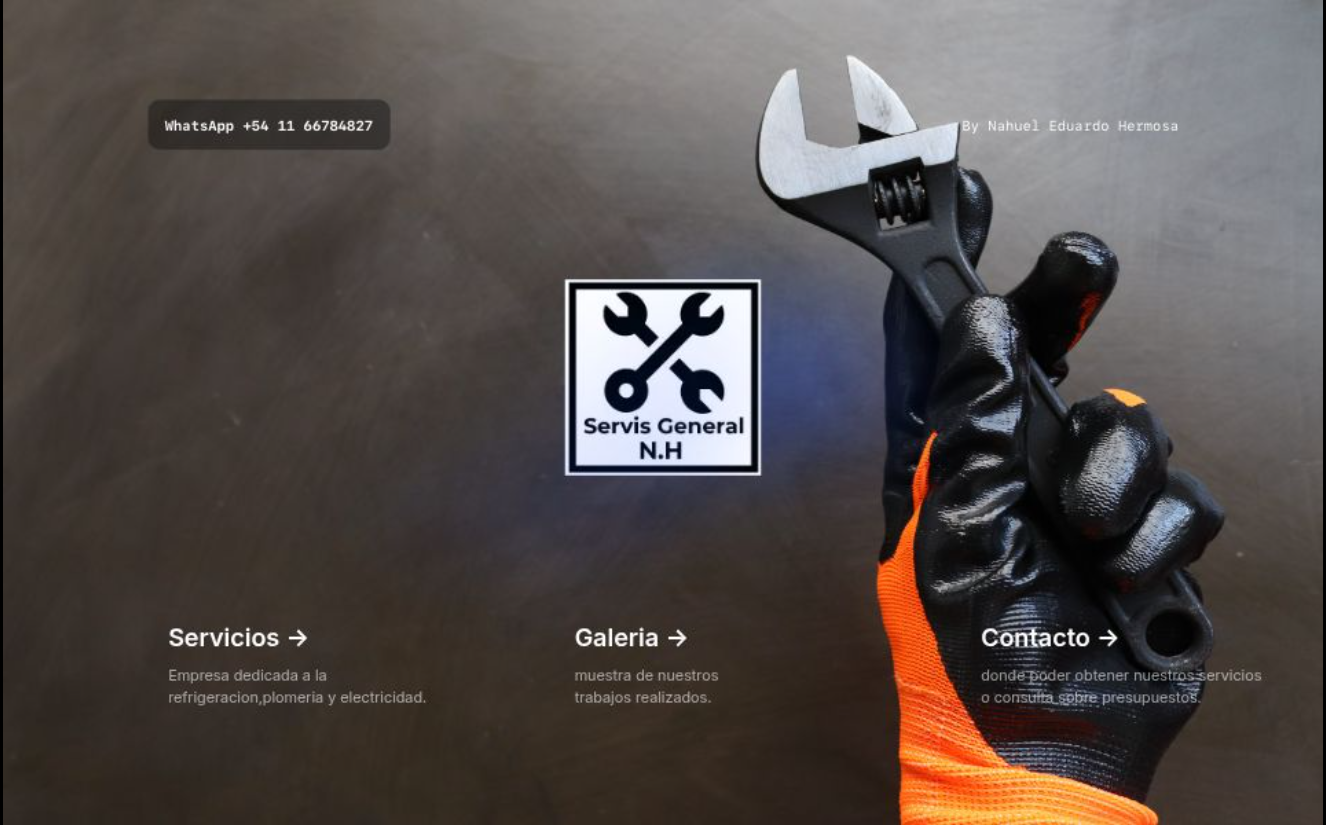 WhatsApp +54 11 66784827
By Nahuel Eduardo Hermosa
Servis General
N.H
Servicios →
Empresa dedicada a la
refrigeracion,plomeria y electricidad.
Galeria →
muestra de nuestros
trabajos realizados.
Contacto →
donde poder obtener nuestros servicios
o consulta sobre presupuestos.